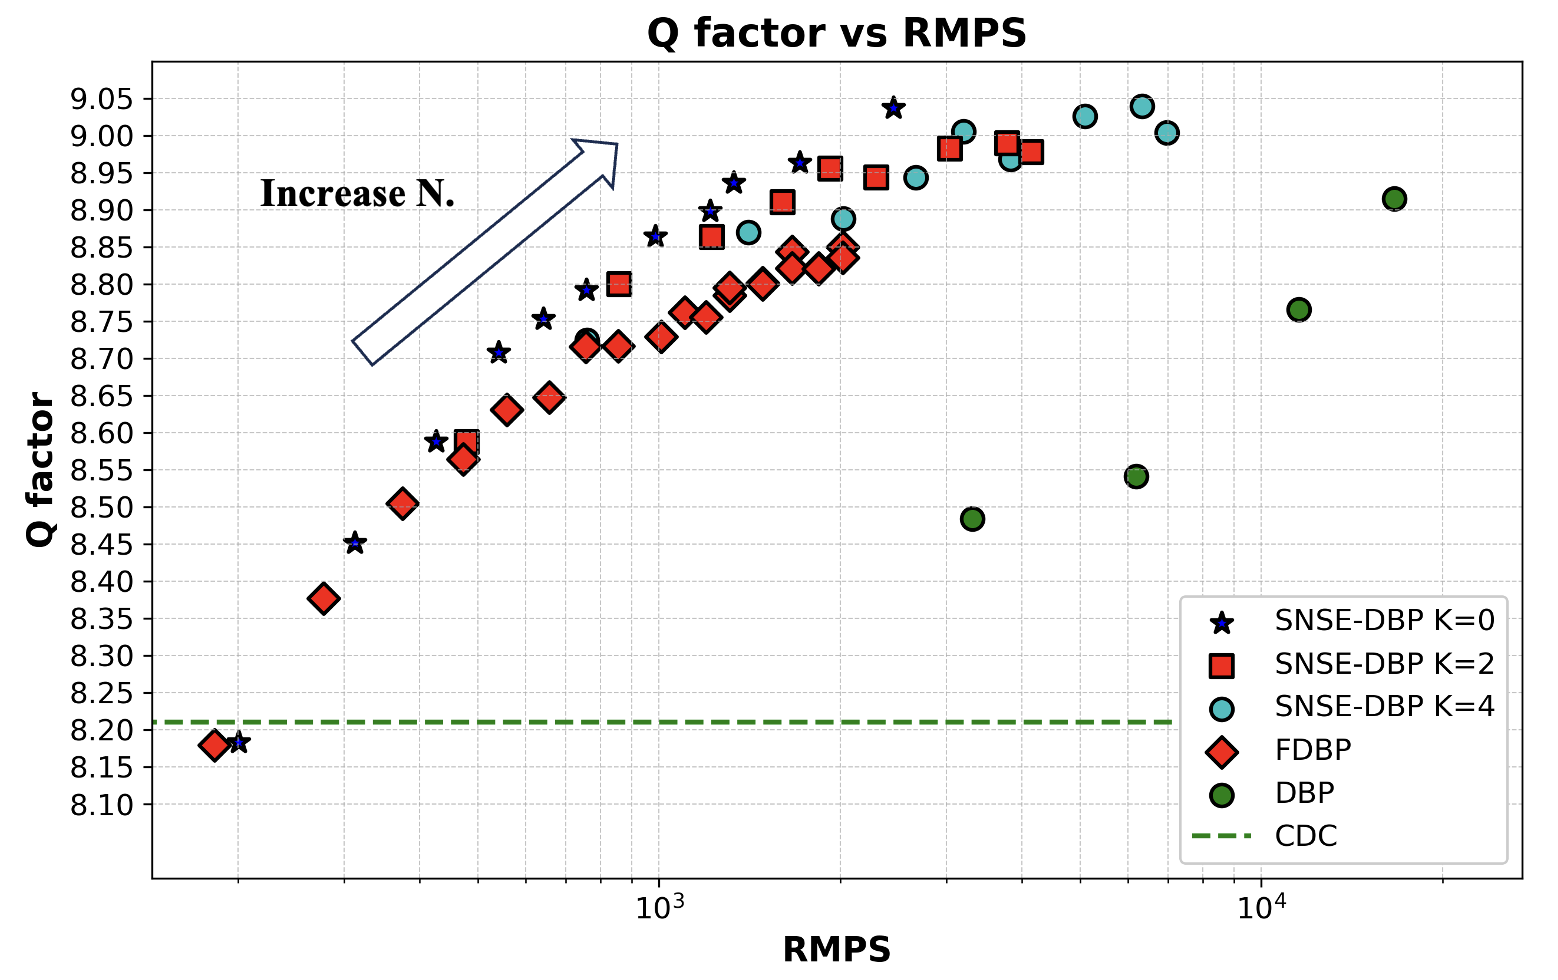 Q factor vs RMPS
Q factor
9.05
9.00
8.95
8.90
8.85
8.80
8.75
8.70
8.65
8.60
8.55
8.50
8.45
8.40
8.35
8.30
8.25
8.20
8.15
8.10
Increase N.
SNSE-DBP K=0
SNSE-DBP K=2
SNSE-DBP K=4
FDBP
DBP
CDC
10³
10⁴
RMPS